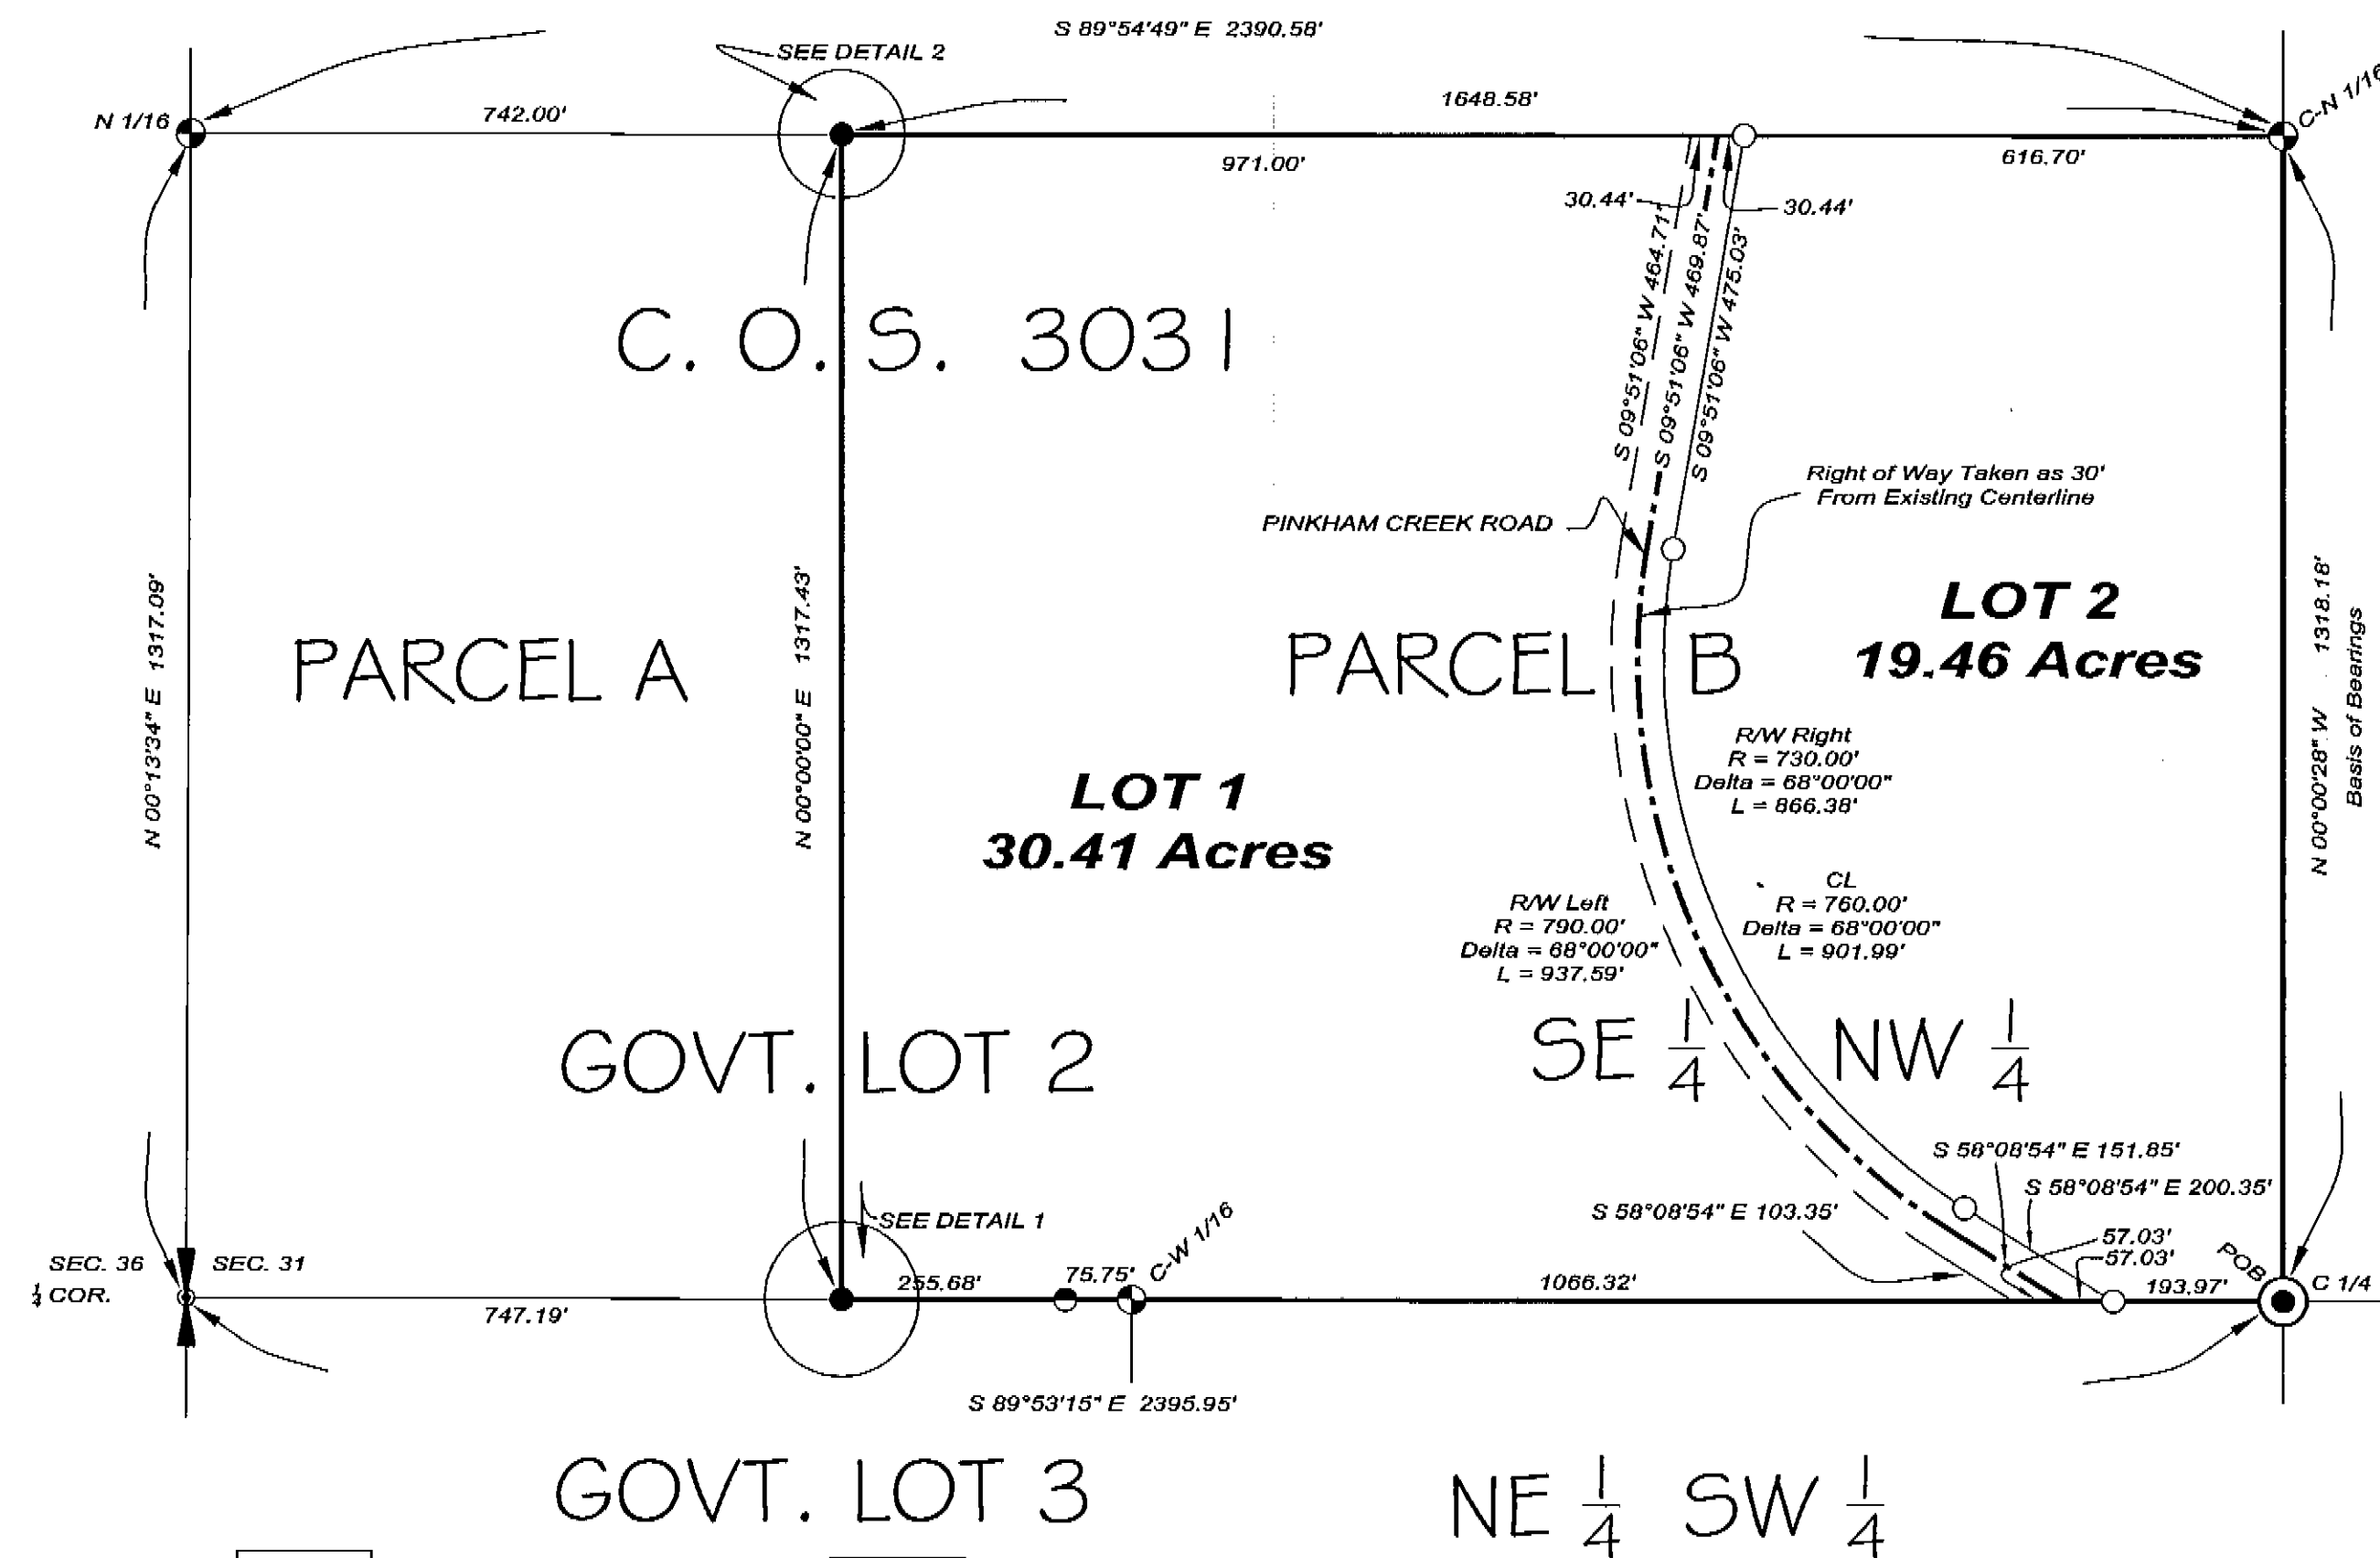 S 89°54'49" E 2390.58'
SEE DETAIL 2
N 1/16
742.00'
1648.58'
C-N 1/16
971.00'
616.70'
30.44'
30.44'
S 09°51'06" W 464.71'
S 09°51'06" W 469.87'
S 09°51'06" W 475.03'
C. O. S. 3031
Right of Way Taken as 30'
From Existing Centerline
PINKHAM CREEK ROAD
N 00°13'34" E 1317.09'
N 00°00'00" E 1317.43'
N 00°00'28" W 1318.18'
Basis of Bearings
LOT 2
19.46 Acres
PARCEL A
PARCEL B
R/W Right
R = 730.00'
Delta = 68°00'00"
L = 866.38'
LOT 1
30.41 Acres
R/W Left
R = 790.00'
Delta = 68°00'00"
L = 937.59'
CL
R = 760.00'
Delta = 68°00'00"
L = 901.99'
GOVT. LOT 2
SE 1/4 NW 1/4
S 58°08'54" E 151.85'
S 58°08'54" E 200.35'
S 58°08'54" E 103.35'
SEE DETAIL 1
C-W 1/16
57.03'
57.03'
POB
SEC. 36
SEC. 31
1/4 COR.
255.68'
75.75'
1066.32'
193.97'
C 1/4
747.19'
S 89°53'15" E 2395.95'
GOVT. LOT 3
NE 1/4 SW 1/4